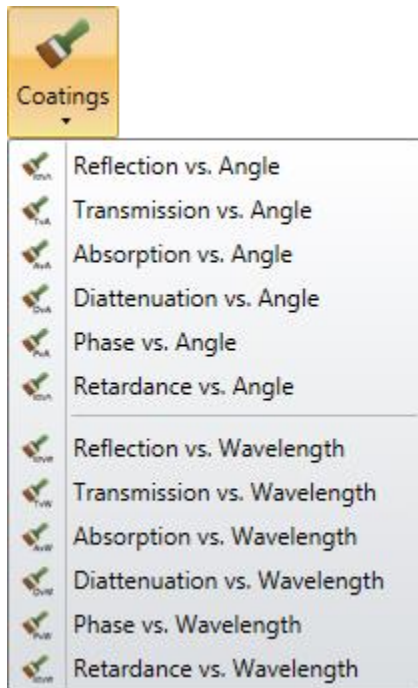 Coatings
Reflection vs. Angle
Transmission vs. Angle
Absorption vs. Angle
Diattenuation vs. Angle
Phase vs. Angle
Retardance vs. Angle
Reflection vs. Wavelength
Transmission vs. Wavelength
Absorption vs. Wavelength
Diattenuation vs. Wavelength
Phase vs. Wavelength
Retardance vs. Wavelength